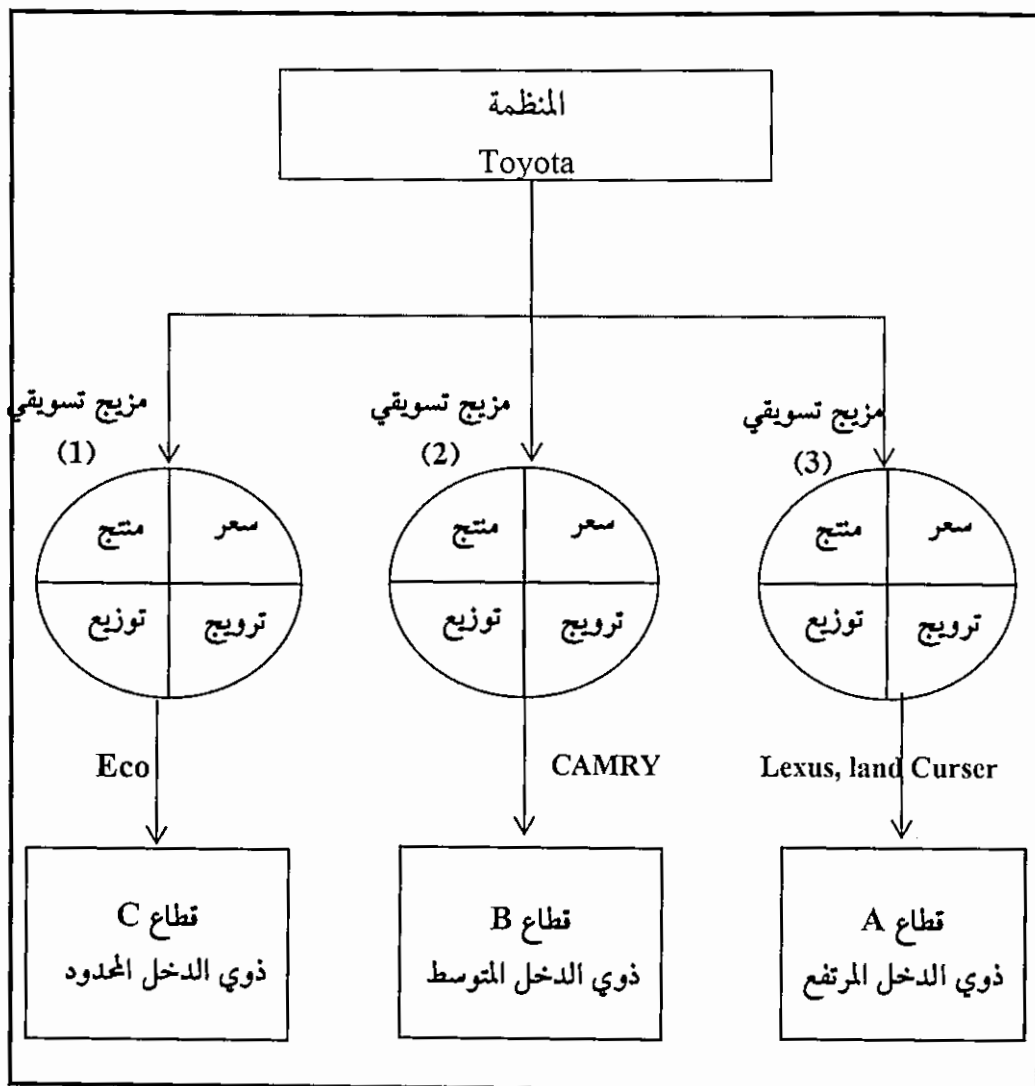 المنظمة
Toyota
مزيج تسويقي
(3)
مزيج تسويقي
(2)
مزيج تسويقي
(1)
سعر
منتج
ترويج
توزيع
سعر
منتج
ترويج
توزيع
سعر
منتج
ترويج
توزيع
Lexus, land Curser
CAMRY
Eco
قطاع A
ذوي الدخل المرتفع
قطاع B
ذوي الدخل المتوسط
قطاع C
ذوي الدخل المحدود